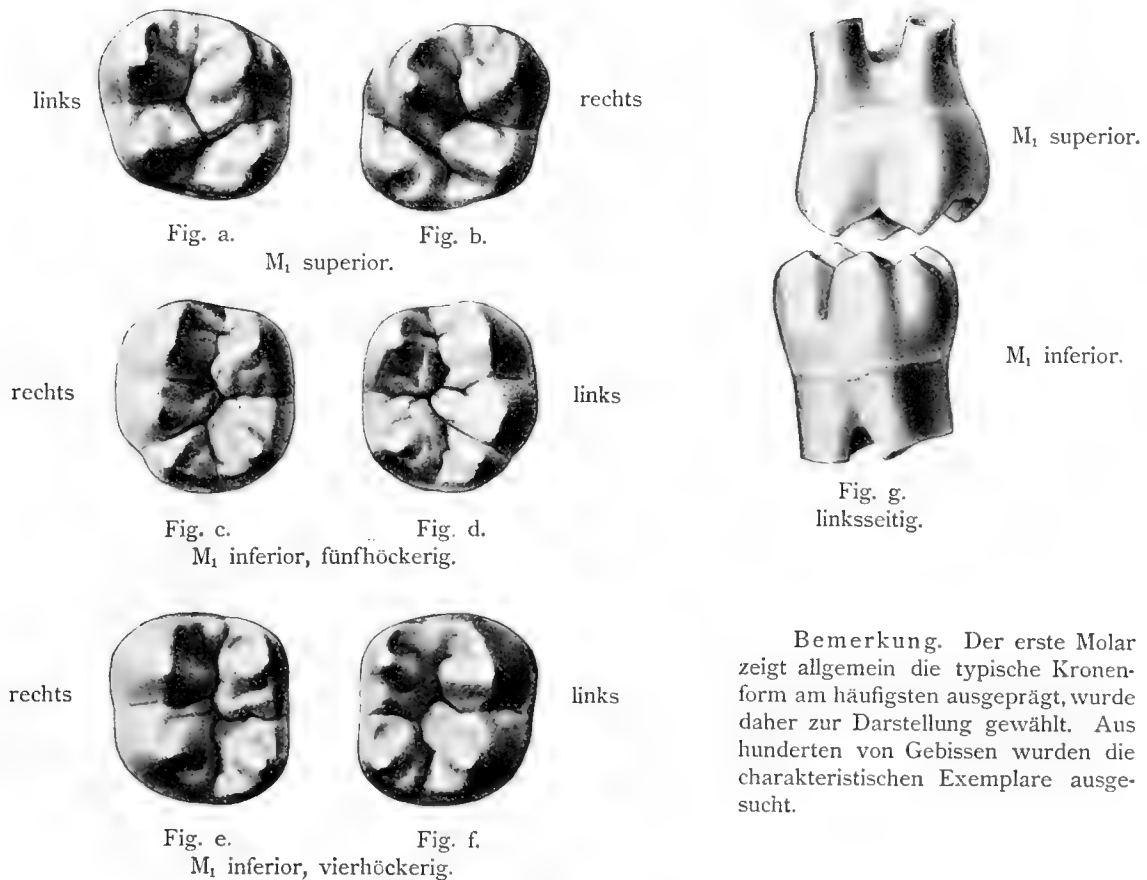 links
rechts
Fig. a.
Fig. b.
M₁ superior.
rechts
links
Fig. c.
Fig. d.
M₁ inferior, fünfhöckerig.
rechts
links
Fig. e.
Fig. f.
M₁ inferior, vierhöckerig.
M₁ superior.
M₁ inferior.
Fig. g.
linksseitig.
Bemerkung. Der erste Molar
zeigt allgemein die typische Kronen-
form am häufigsten ausgeprägt, wurde
daher zur Darstellung gewählt. Aus
hunderten von Gebissen wurden die
charakteristischen Exemplare ausge-
sucht.